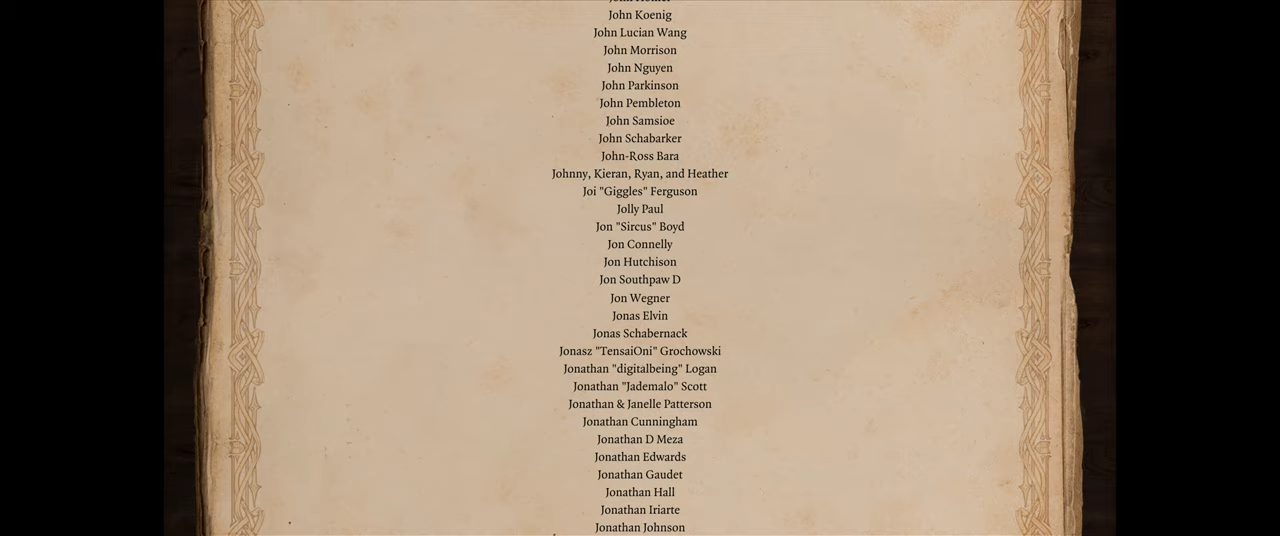 John Koenig
John Lucian Wang
John Morrison
John Nguyen
John Parkinson
John Pembleton
John Samsioe
John Schabarker
John-Ross Bara
Johnny, Kieran, Ryan, and Heather
Joi "Giggles" Ferguson
Jolly Paul
Jon "Sircus" Boyd
Jon Connelly
Jon Hutchison
Jon Southpaw D
Jon Wegner
Jonas Elvin
Jonas Schabernack
Jonasz "TensaiOni" Grochowski
Jonathan "digitalbeing" Logan
Jonathan "Jademalo" Scott
Jonathan & Janelle Patterson
Jonathan Cunningham
Jonathan D Meza
Jonathan Edwards
Jonathan Gaudet
Jonathan Hall
Jonathan Iriarte
Jonathan Johnson